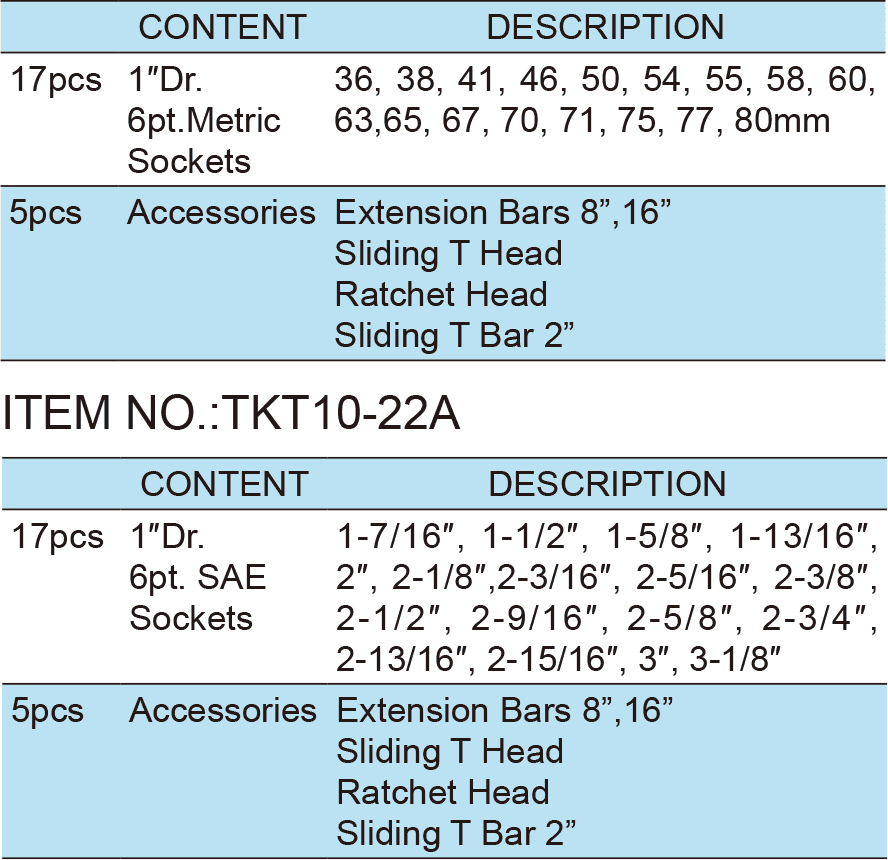 CONTENT DESCRIPTION
17pcs 1″Dr. 36, 38, 41, 46, 50, 54, 55, 58, 60,
6pt.Metric 63,65, 67, 70, 71, 75, 77, 80mm
Sockets
5pcs Accessories Extension Bars 8”,16”
Sliding T Head
Ratchet Head
Sliding T Bar 2”
ITEM NO.:TKT10-22A
CONTENT DESCRIPTION
17pcs 1″Dr. 1-7/16″, 1-1/2″, 1-5/8″, 1-13/16″,
6pt. SAE 2″, 2-1/8″,2-3/16″, 2-5/16″, 2-3/8″,
Sockets 2-1/2″, 2-9/16″, 2-5/8″, 2-3/4″,
2-13/16″, 2-15/16″, 3″, 3-1/8″
5pcs Accessories Extension Bars 8”,16”
Sliding T Head
Ratchet Head
Sliding T Bar 2”